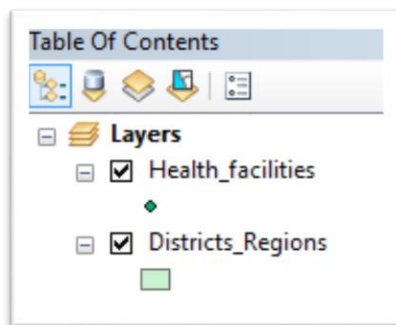 Table Of Contents
Layers
Health_facilities
Districts_Regions